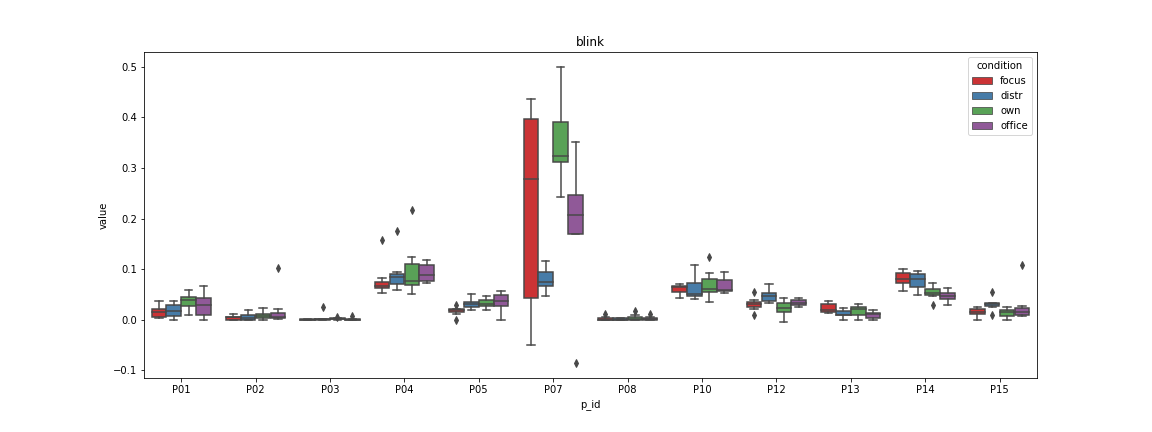 blink
condition
focus
distr
own
office
value
0.5
0.4
0.3
0.2
0.1
0.0
−0.1
P01 P02 P03 P04 P05 P07 P08 P10 P12 P13 P14 P15
p_id